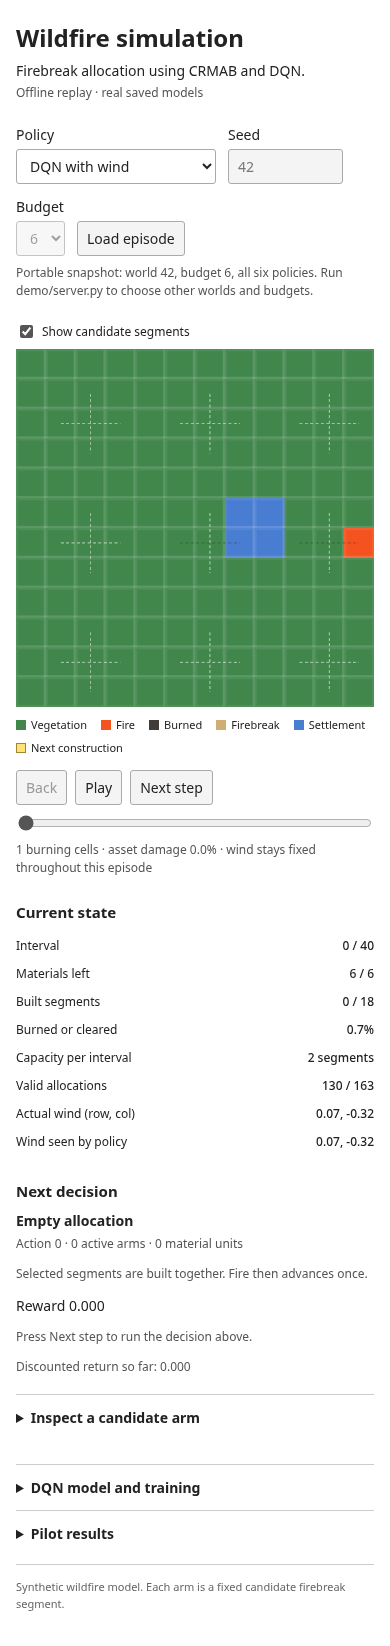 Wildfire simulation
Firebreak allocation using CRMAB and DQN.
Offline replay · real saved models
Policy
Seed
DQN with wind
42
Budget
6
Load episode
Portable snapshot: world 42, budget 6, all six policies. Run
demo/server.py to choose other worlds and budgets.
Show candidate segments
Vegetation
Fire
Burned
Firebreak
Settlement
Next construction
Back
Play
Next step
1 burning cells · asset damage 0.0% · wind stays fixed
throughout this episode
Current state
Interval 0 / 40
Materials left 6 / 6
Built segments 0 / 18
Burned or cleared 0.7%
Capacity per interval 2 segments
Valid allocations 130 / 163
Actual wind (row, col) 0.07, -0.32
Wind seen by policy 0.07, -0.32
Next decision
Empty allocation
Action 0 · 0 active arms · 0 material units
Selected segments are built together. Fire then advances once.
Reward 0.000
Press Next step to run the decision above.
Discounted return so far: 0.000
Inspect a candidate arm
DQN model and training
Pilot results
Synthetic wildfire model. Each arm is a fixed candidate firebreak
segment.